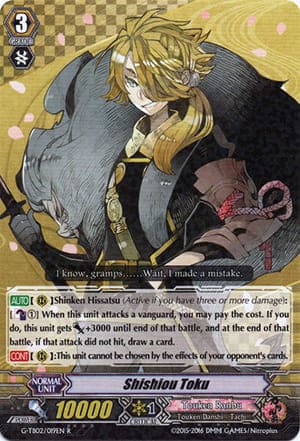 3
GRADE
I know, gramps……Wait, I made a mistake.
AUTO [ ]Shinken Hissatsu (Active if you have three or more damage):
[ (1)] When this unit attacks a vanguard, you may pay the cost. If you
do, this unit gets +3000 until end of that battle, and at the end of that
battle, if that attack did not hit, draw a card.
CONT [ ]:This unit cannot be chosen by the effects of your opponent's cards.
NORMAL
UNIT
Shishiou Toku
POWER
10000
1
CRITICAL
Touken Ranbu
Touken Danshi - Tachi
G-TB02/019EN R
©2015-2016 DMM GAMES/Nitroplus